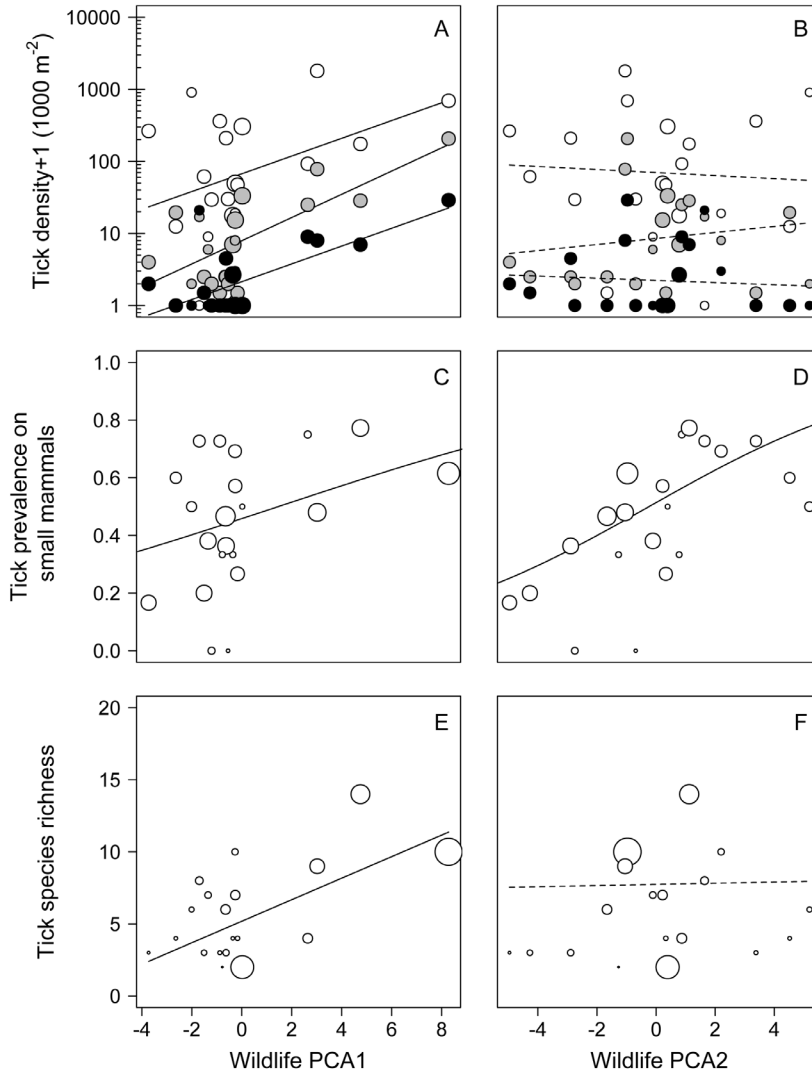 A
B
10000
1000
100
10
1
Tick density+1 (1000 m⁻²)
C
D
1.0
0.8
0.6
0.4
0.2
0.0
Tick prevalence on
small mammals
E
F
20
15
10
5
0
Tick species richness
-4 -2 0 2 4 6 8
-4 -2 0 2 4
Wildlife PCA1
Wildlife PCA2